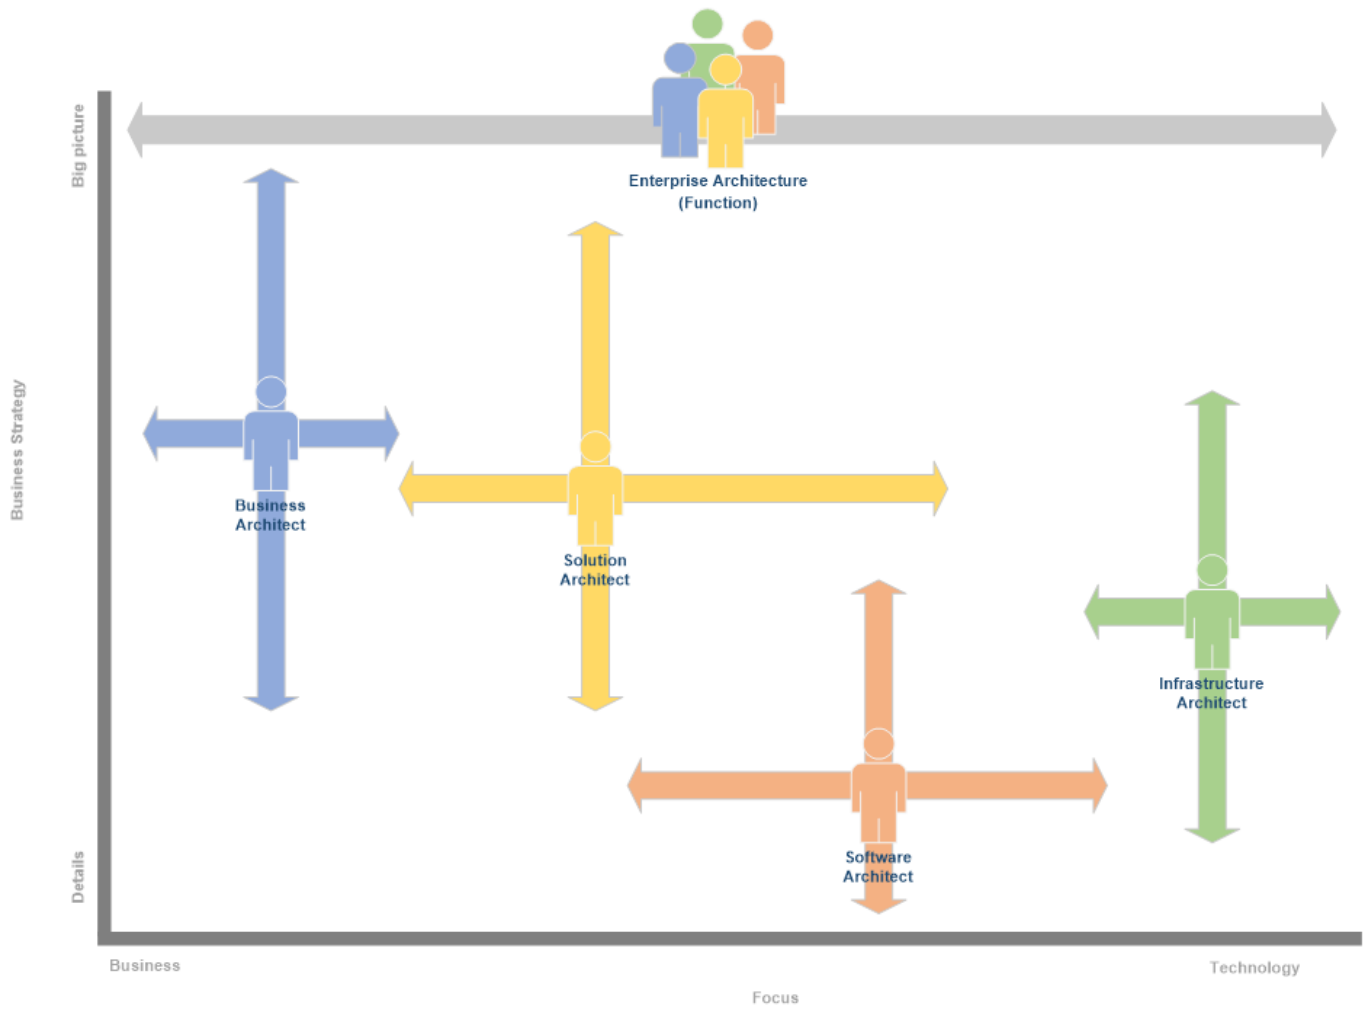 Big picture
Enterprise Architecture
(Function)
Business Strategy
Business
Architect
Solution
Architect
Infrastructure
Architect
Software
Architect
Details
Business
Technology
Focus